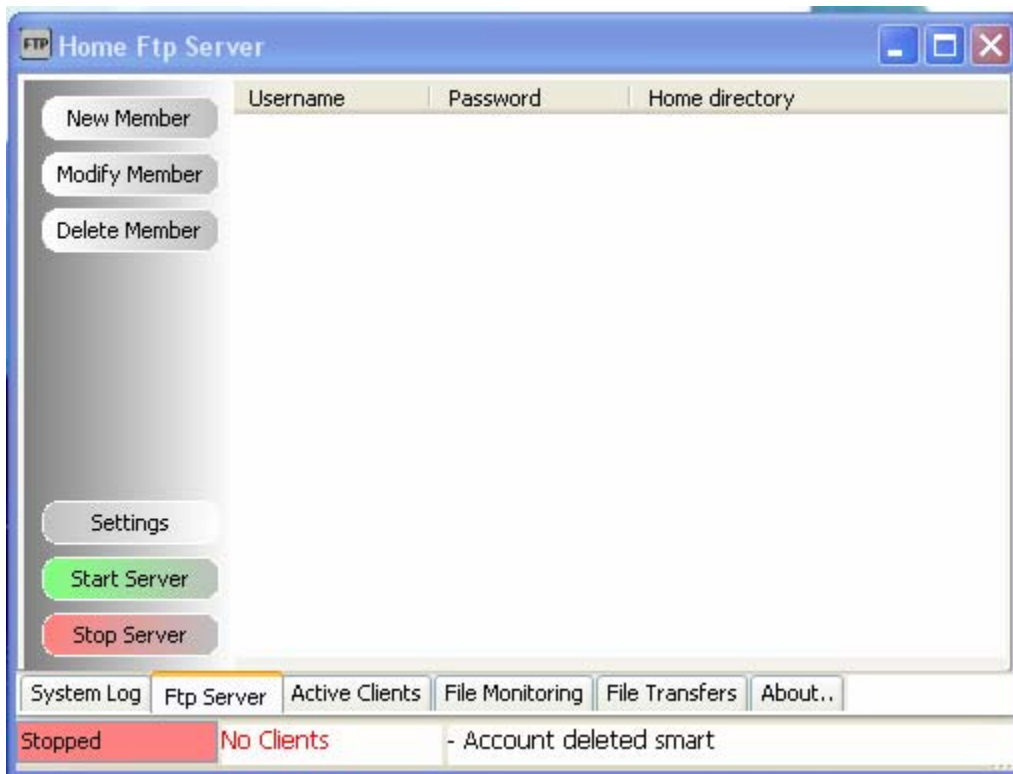 FTP Home Ftp Server
Username Password Home directory
New Member
Modify Member
Delete Member
Settings
Start Server
Stop Server
System Log Ftp Server Active Clients File Monitoring File Transfers About..
Stopped No Clients - Account deleted smart